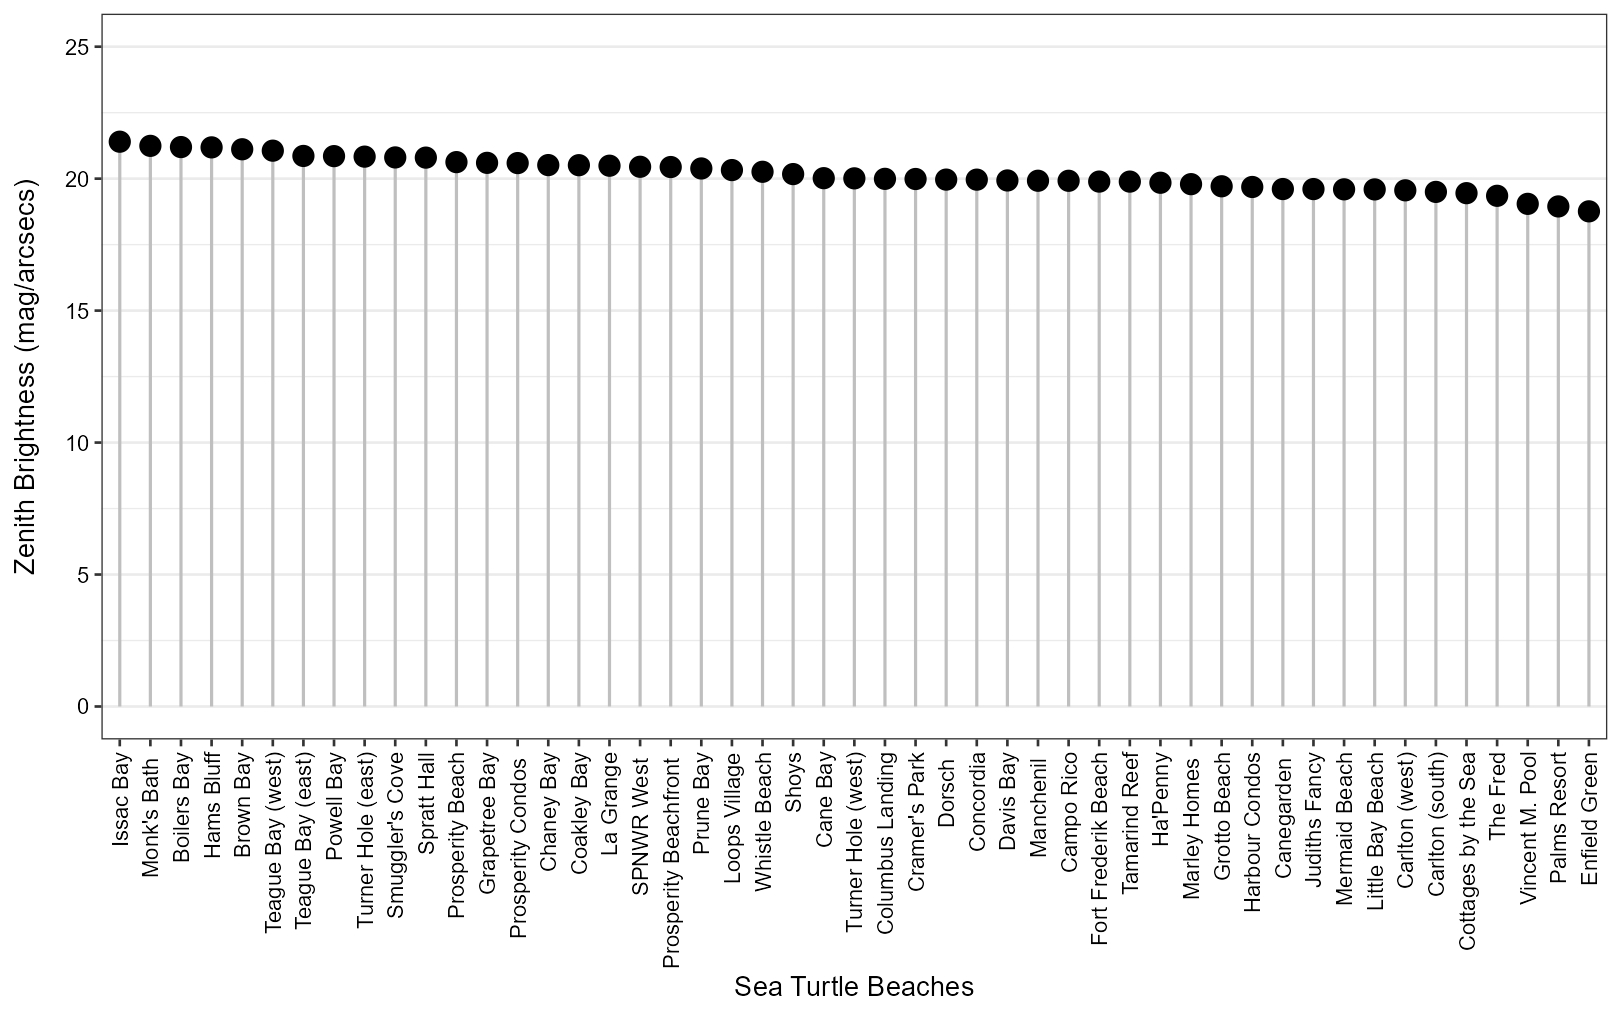 Zenith Brightness (mag/arcsecs)
25
20
15
10
5
0
Issac Bay
Monk's Bath
Boilers Bay
Hams Bluff
Brown Bay
Teague Bay (west)
Teague Bay (east)
Powell Bay
Turner Hole (east)
Smuggler's Cove
Spratt Hall
Prosperity Beach
Grapetree Bay
Prosperity Condos
Chaney Bay
Coakley Bay
La Grange
SPNWR West
Prosperity Beachfront
Prune Bay
Loops Village
Whistle Beach
Shoys
Cane Bay
Turner Hole (west)
Columbus Landing
Cramer's Park
Dorsch
Concordia
Davis Bay
Manchenil
Campo Rico
Fort Frederik Beach
Tamarind Reef
Ha'Penny
Marley Homes
Grotto Beach
Harbour Condos
Canegarden
Judiths Fancy
Mermaid Beach
Little Bay Beach
Carlton (west)
Carlton (south)
Cottages by the Sea
The Fred
Vincent M. Pool
Palms Resort
Enfield Green
Sea Turtle Beaches